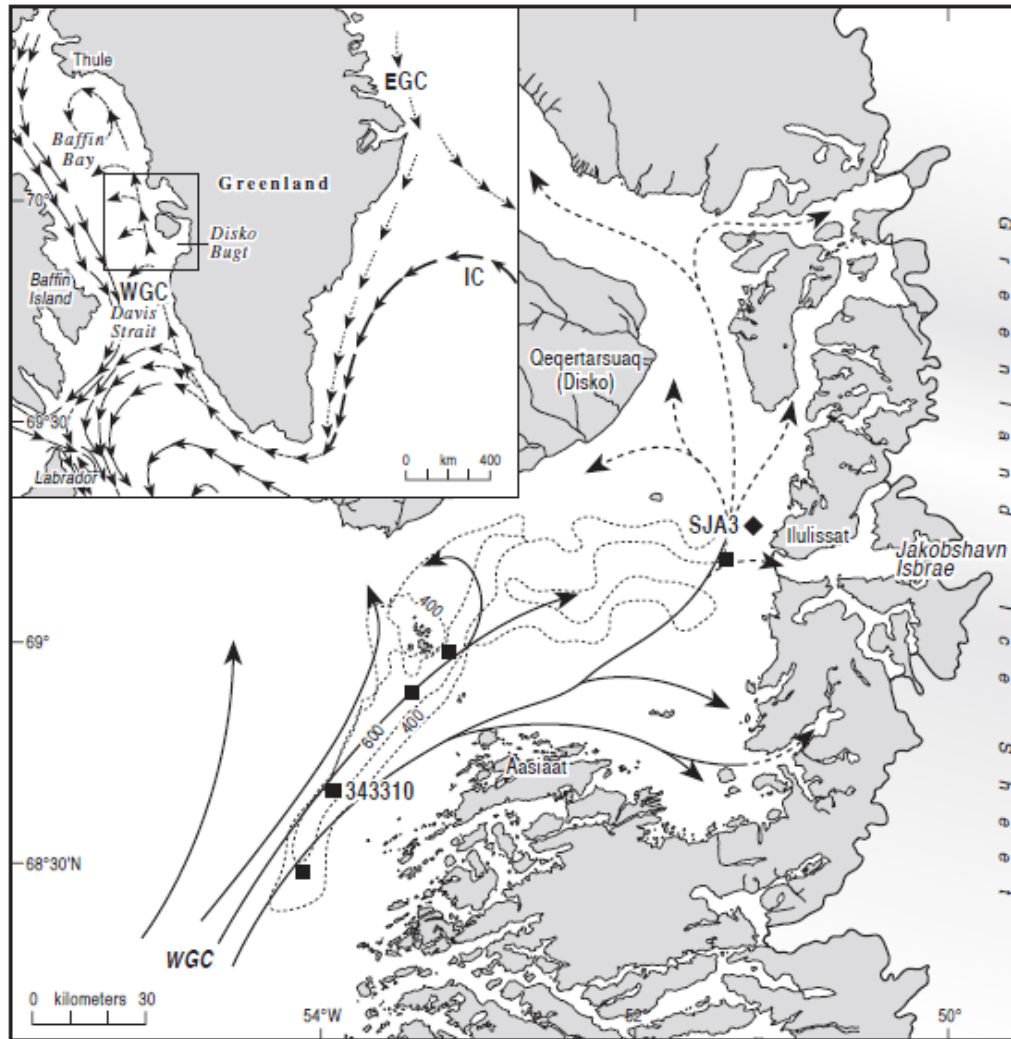 Thule
EGC
Baffin
Bay
70°
Greenland
Disko
Bugt
Baffin
Island
WGC
Davis
Strait
IC
69°30'
0 km 400
Labrador
Qeqertarsuaq
(Disko)
SJA3
Ilulissat
Jakobshavn
Isbrae
Greenland Ice Sheet
400
69°
600
400
Aasiaat
343310
68°30'N
WGC
0 kilometers 30
54°W
52
50°